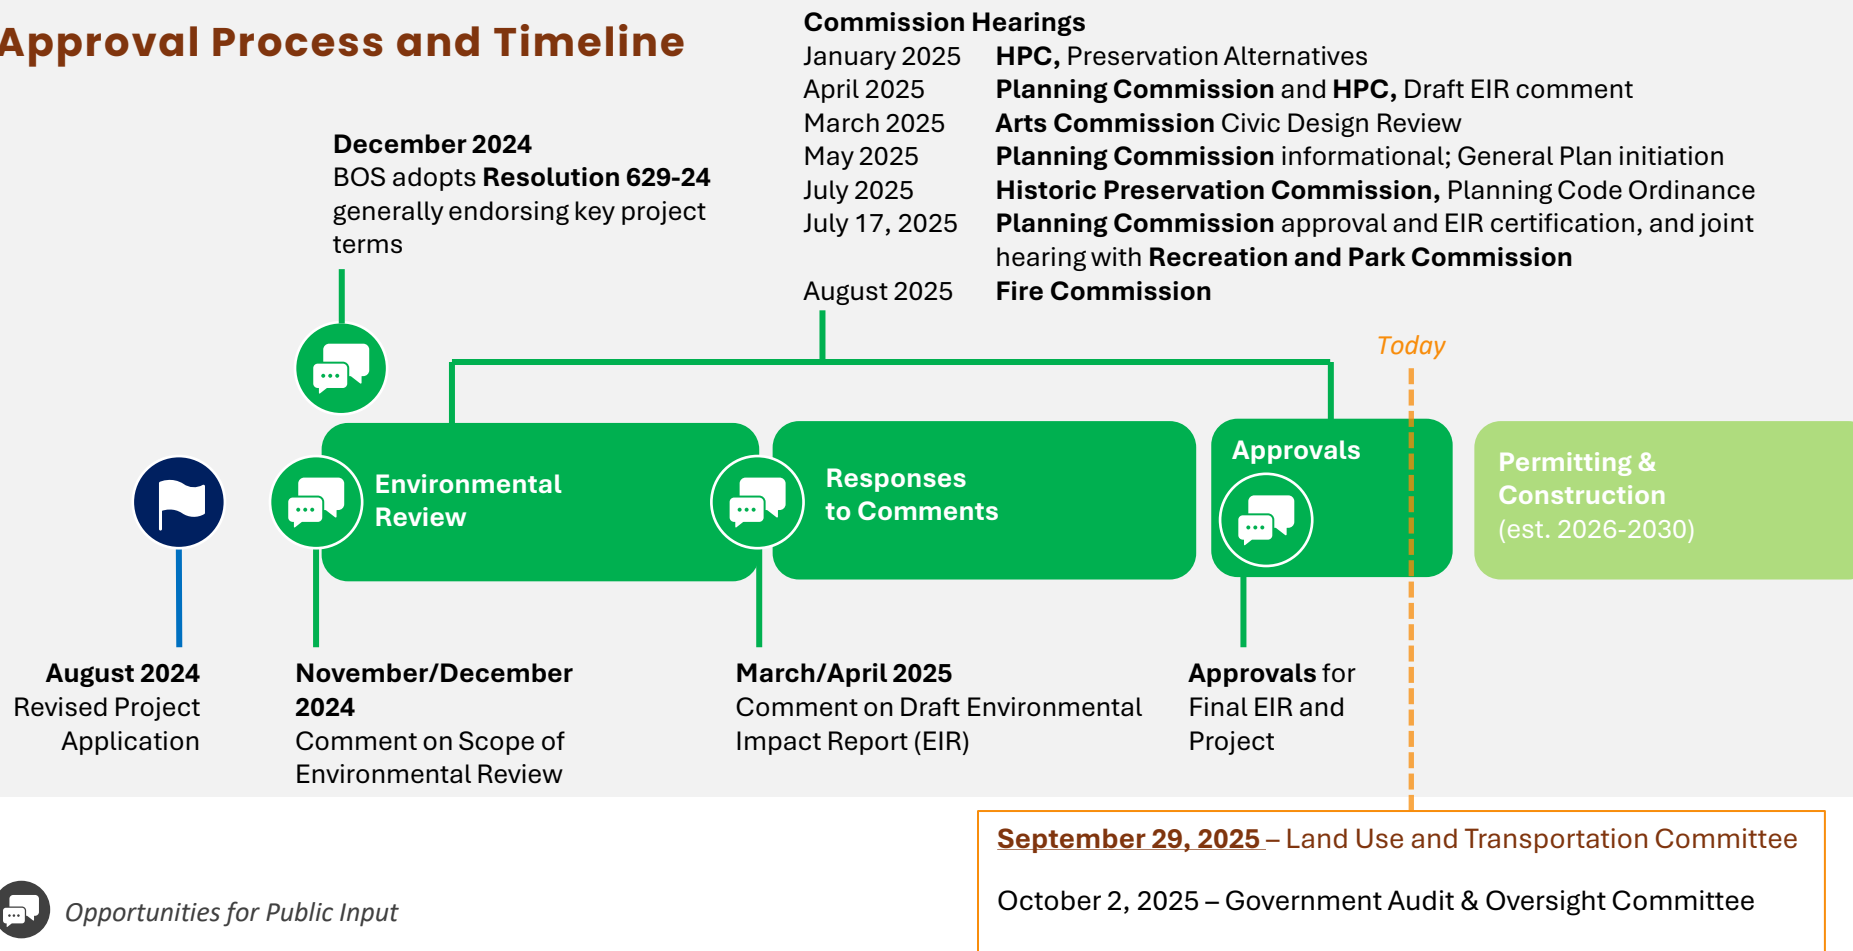 Approval Process and Timeline
Commission Hearings
January 2025 HPC, Preservation Alternatives
April 2025 Planning Commission and HPC, Draft EIR comment
March 2025 Arts Commission Civic Design Review
May 2025 Planning Commission informational; General Plan initiation
July 2025 Historic Preservation Commission, Planning Code Ordinance
July 17, 2025 Planning Commission approval and EIR certification, and joint
hearing with Recreation and Park Commission
August 2025 Fire Commission
December 2024
BOS adopts Resolution 629-24
generally endorsing key project
terms
Today
Environmental
Review
Responses
to Comments
Approvals
Permitting &
Construction
(est. 2026-2030)
August 2024
Revised Project
Application
November/December
2024
Comment on Scope of
Environmental Review
March/April 2025
Comment on Draft Environmental
Impact Report (EIR)
Approvals for
Final EIR and
Project
September 29, 2025 – Land Use and Transportation Committee
October 2, 2025 – Government Audit & Oversight Committee
Opportunities for Public Input